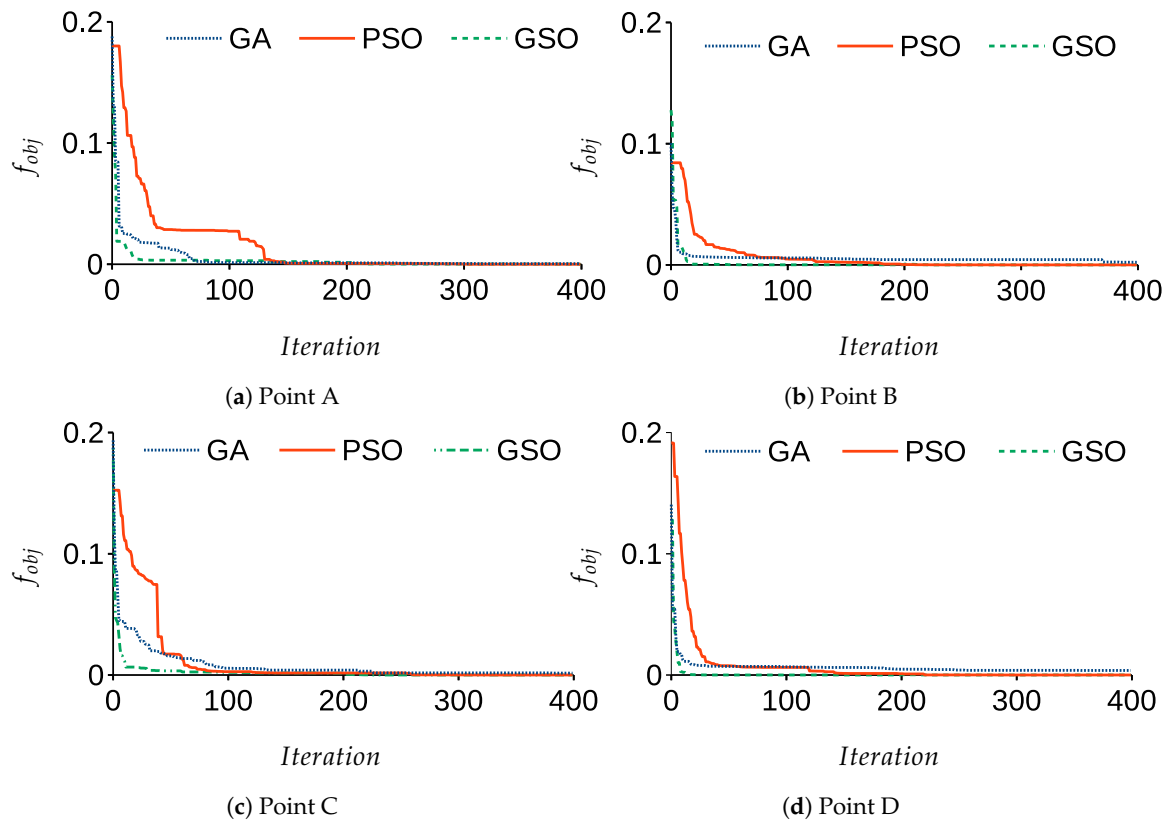 0.2
GA PSO GSO
0.1
f_obj
0
0 100 200 300 400
Iteration
(a) Point A
0.2
GA PSO GSO
0.1
f_obj
0
0 100 200 300 400
Iteration
(b) Point B
0.2
GA PSO GSO
0.1
f_obj
0
0 100 200 300 400
Iteration
(c) Point C
0.2
GA PSO GSO
0.1
f_obj
0
0 100 200 300 400
Iteration
(d) Point D